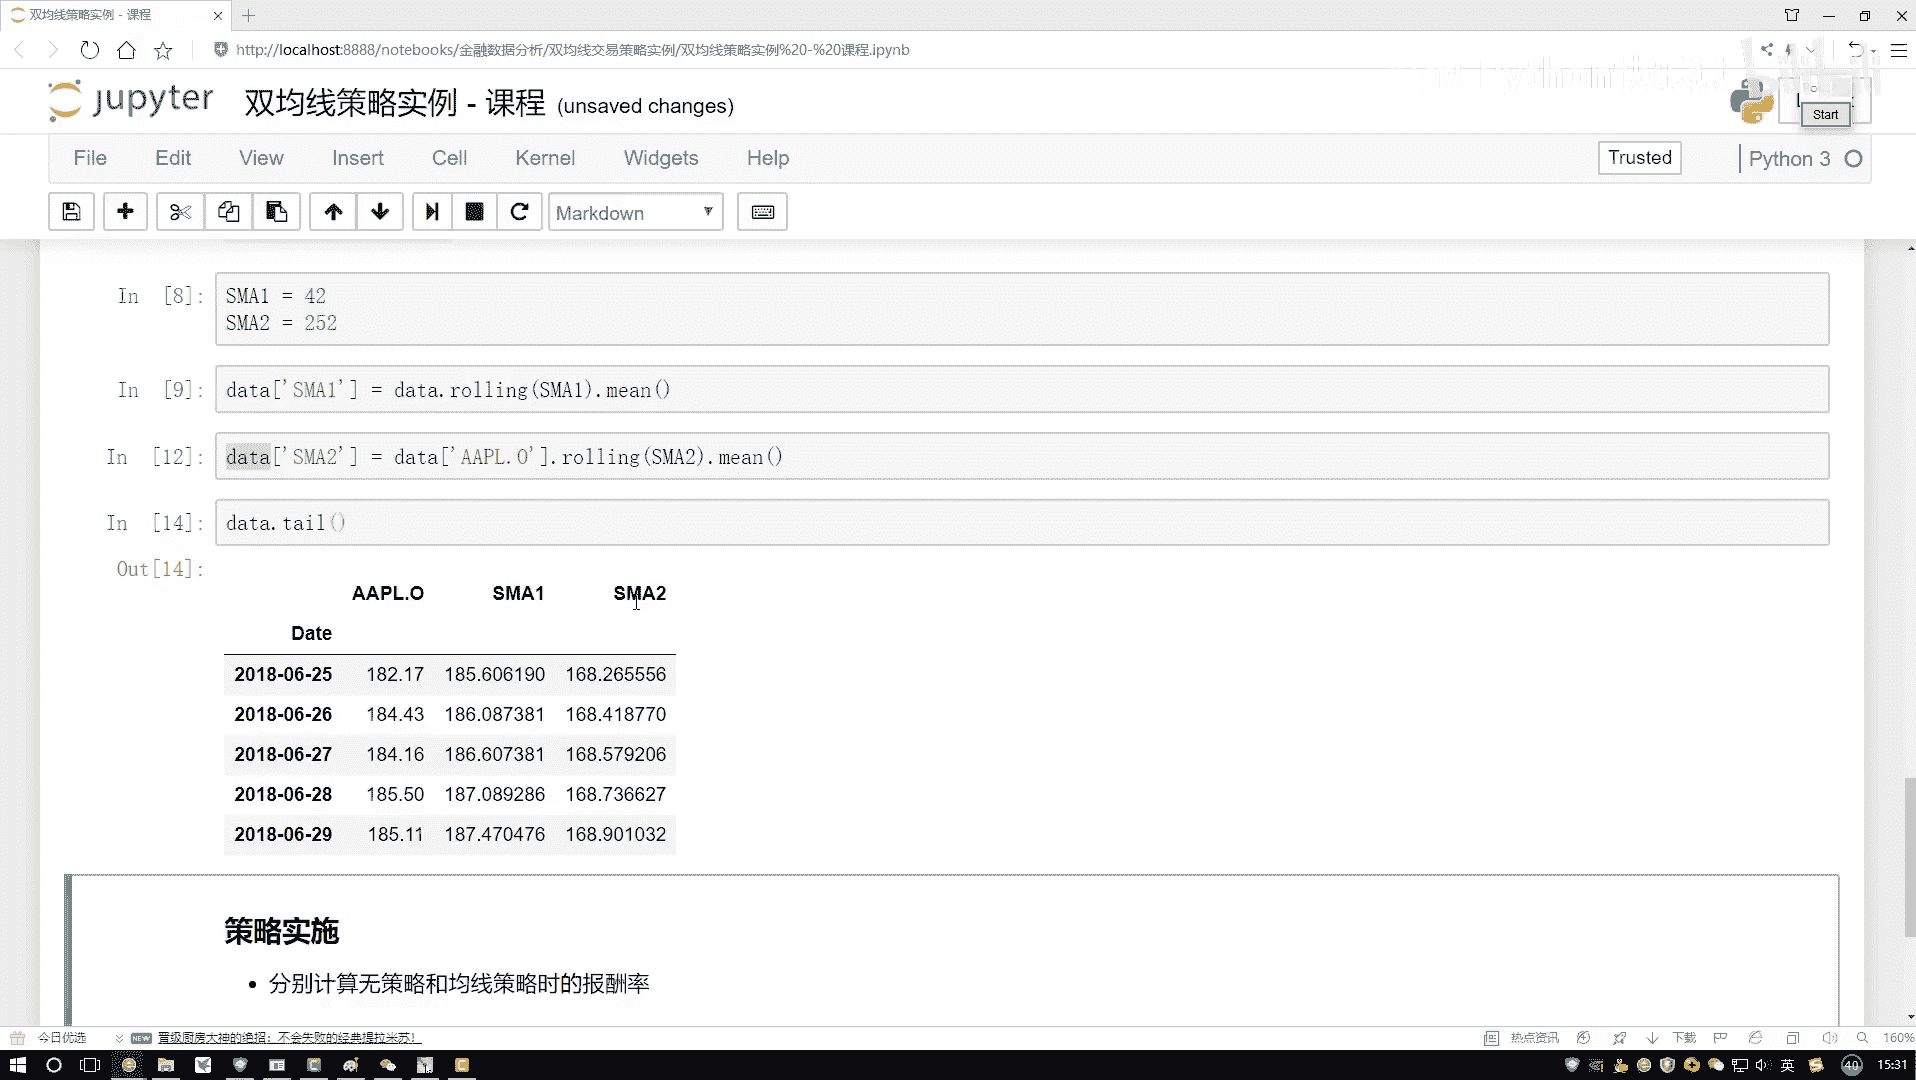 双均线策略实例 - 课程
http://localhost:8888/notebooks/金融数据分析/双均线交易策略实例/双均线策略实例%20-%20课程.ipynb
jupyter 双均线策略实例 - 课程 (unsaved changes)
Start
File Edit View Insert Cell Kernel Widgets Help
Trusted
Python 3
Markdown
In [8]:
SMA1 = 42
SMA2 = 252
In [9]:
data['SMA1'] = data.rolling(SMA1).mean()
In [12]:
data['SMA2'] = data['AAPL.O'].rolling(SMA2).mean()
In [14]:
data.tail()
Out[14]:
AAPL.O SMA1 SMA2
Date
2018-06-25 182.17 185.606190 168.265556
2018-06-26 184.43 186.087381 168.418770
2018-06-27 184.16 186.607381 168.579206
2018-06-28 185.50 187.089286 168.736627
2018-06-29 185.11 187.470476 168.901032
策略实施
• 分别计算无策略和均线策略时的报酬率
今日优选
NEW
晋级厨房大神的绝招：不会失败的经典提拉米苏！
热点资讯
下载
160%
英
40
15:31